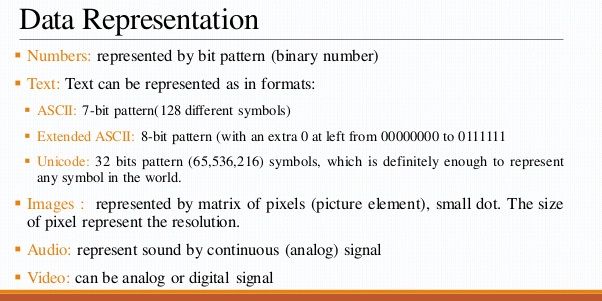 Data Representation
Numbers: represented by bit pattern (binary number)
Text: Text can be represented as in formats:
ASCII: 7-bit pattern(128 different symbols)
Extended ASCII: 8-bit pattern (with an extra 0 at left from 00000000 to 0111111
Unicode: 32 bits pattern (65,536,216) symbols, which is definitely enough to represent
any symbol in the world.
Images : represented by matrix of pixels (picture element), small dot. The size
of pixel represent the resolution.
Audio: represent sound by continuous (analog) signal
Video: can be analog or digital signal